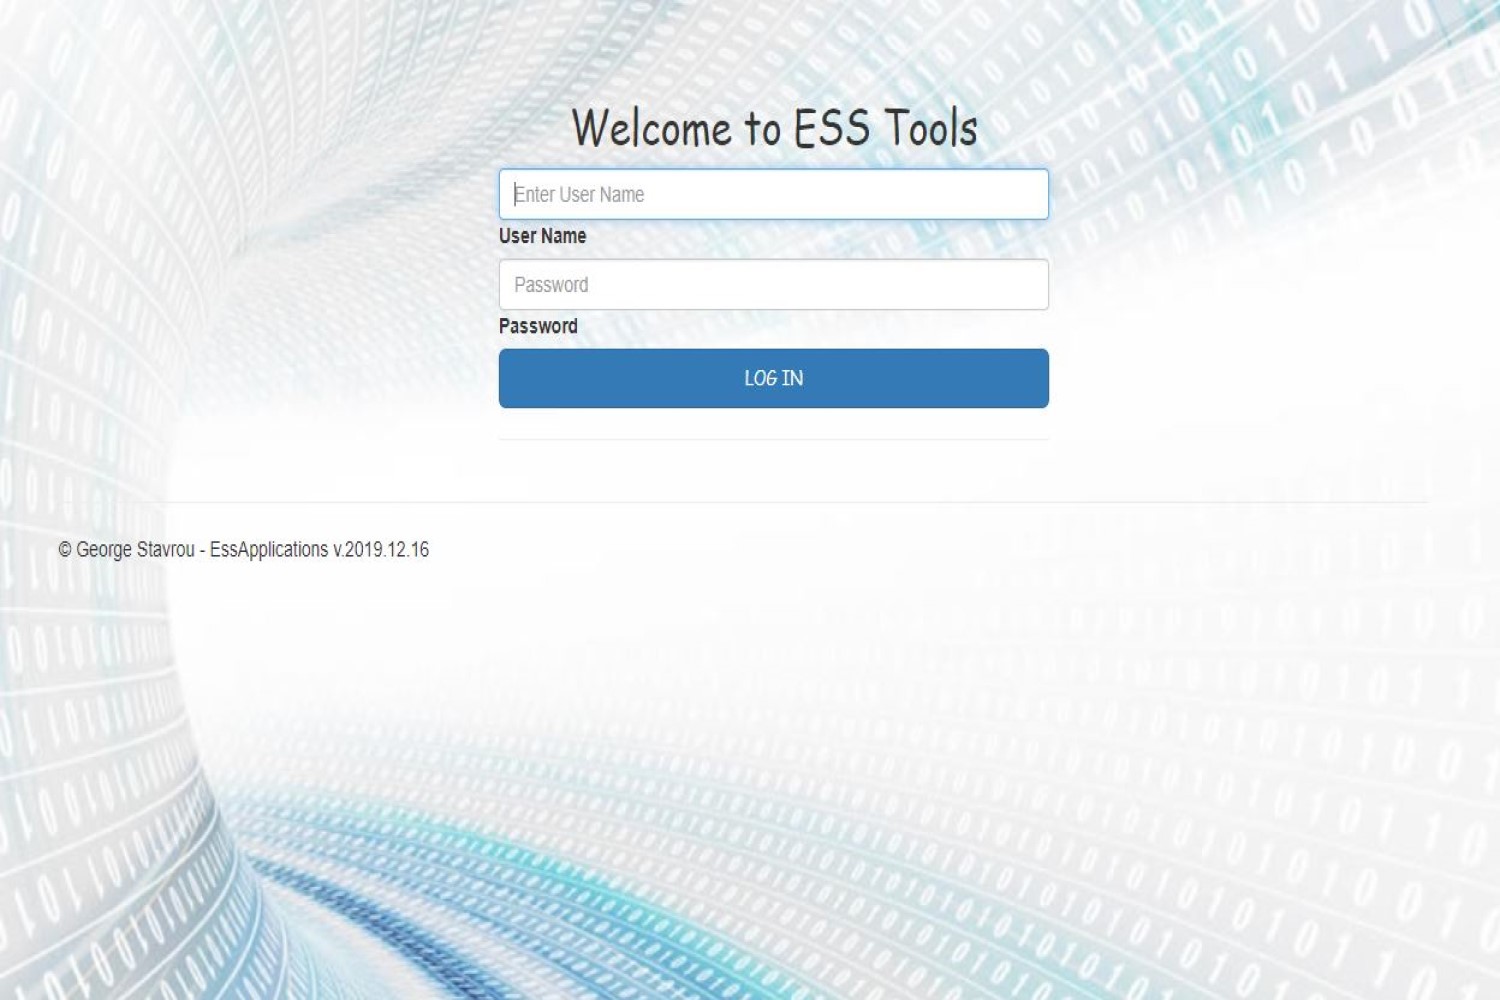 Welcome to ESS Tools
Enter User Name
User Name
Password
Password
LOG IN
© George Stavrou - EssApplications v.2019.12.16